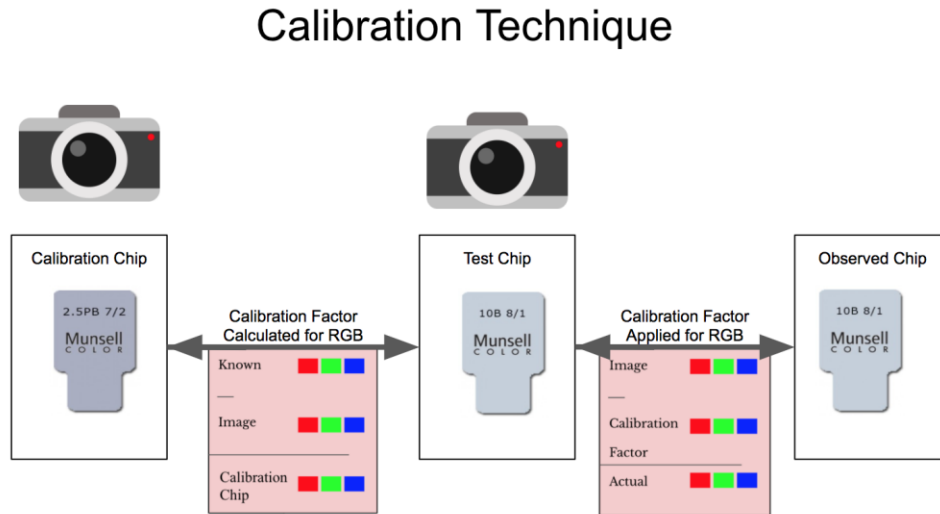 Calibration Technique
Calibration Chip
2.5PB 7/2
Munsell
COLOR
Calibration Factor
Calculated for RGB
Known
—
Image
Calibration
Chip
Test Chip
10B 8/1
Munsell
COLOR
Calibration Factor
Applied for RGB
Image
—
Calibration
Factor
Actual
Observed Chip
10B 8/1
Munsell
COLOR